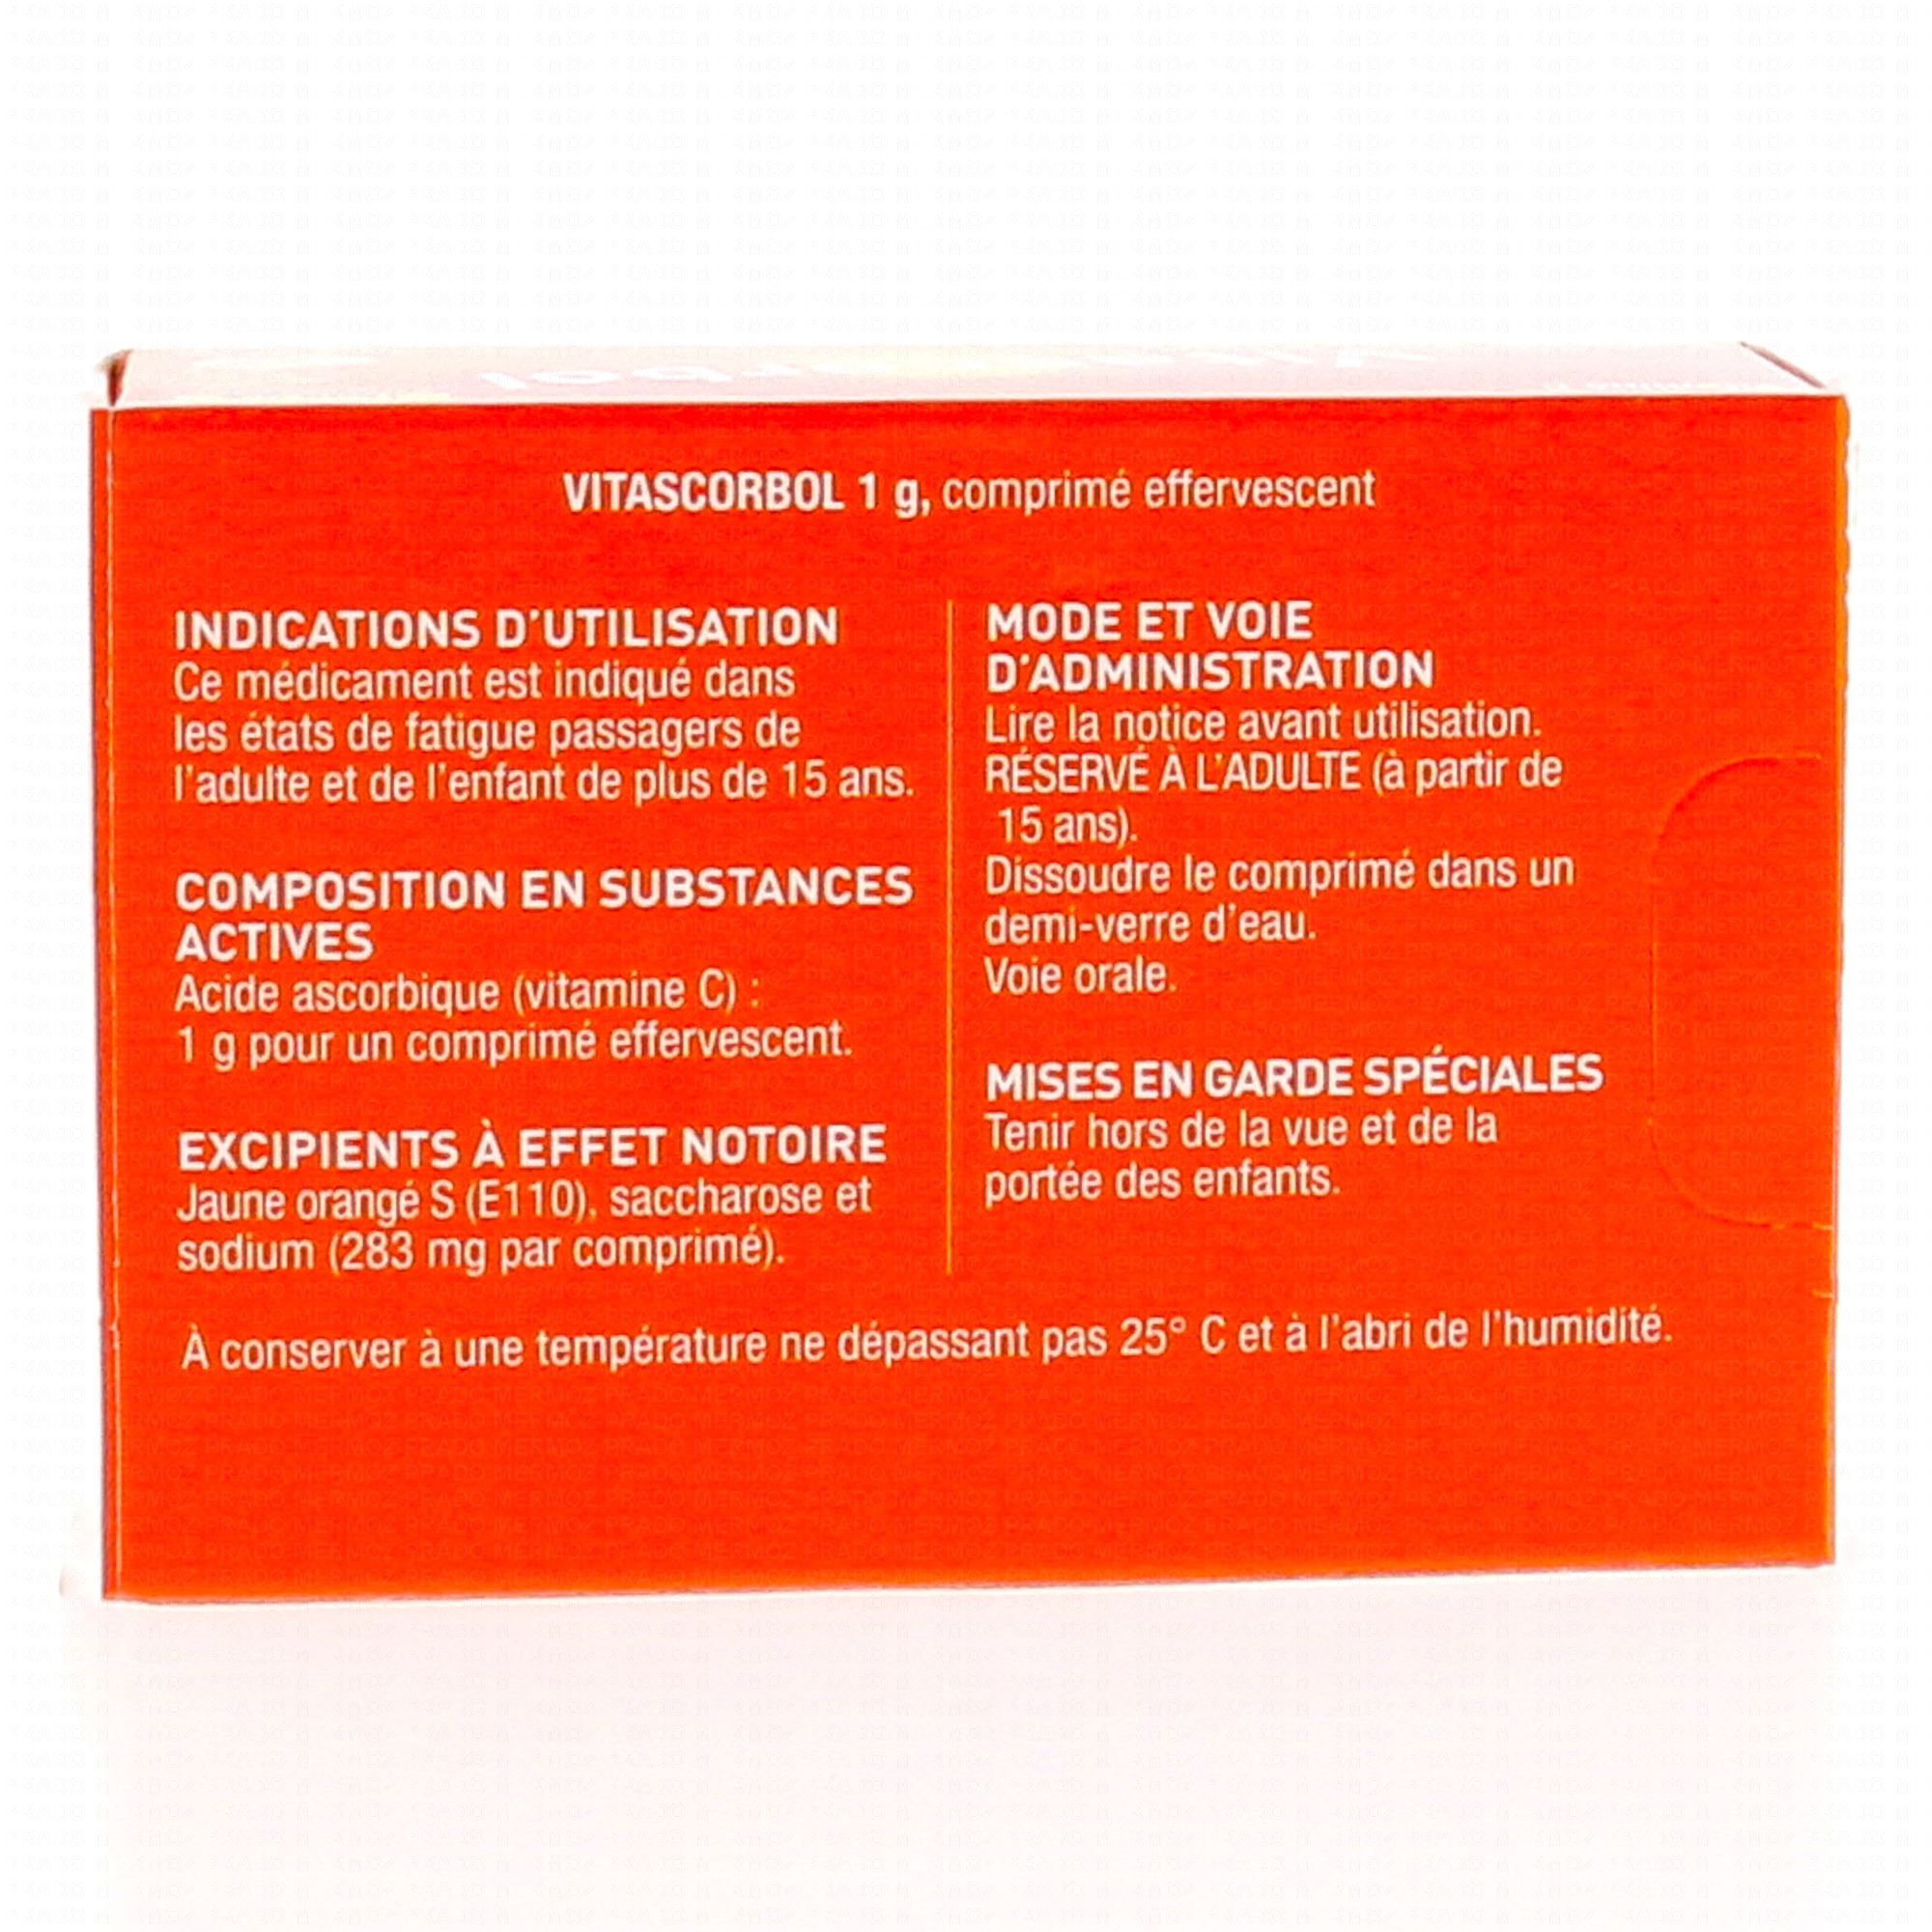 VITASCORBOL 1 g, comprimé effervescent
INDICATIONS D'UTILISATION
Ce médicament est indiqué dans
les états de fatigue passagers de
l'adulte et de l'enfant de plus de 15 ans.
COMPOSITION EN SUBSTANCES
ACTIVES
Acide ascorbique (vitamine C) :
1 g pour un comprimé effervescent.
EXCIPIENTS À EFFET NOTOIRE
Jaune orangé S (E110), saccharose et
sodium (283 mg par comprimé).
MODE ET VOIE
D'ADMINISTRATION
Lire la notice avant utilisation.
RÉSERVÉ À L'ADULTE (à partir de
15 ans).
Dissoudre le comprimé dans un
demi-verre d'eau.
Voie orale.
MISES EN GARDE SPÉCIALES
Tenir hors de la vue et de la
portée des enfants.
À conserver à une température ne dépassant pas 25° C et à l'abri de l'humidité.